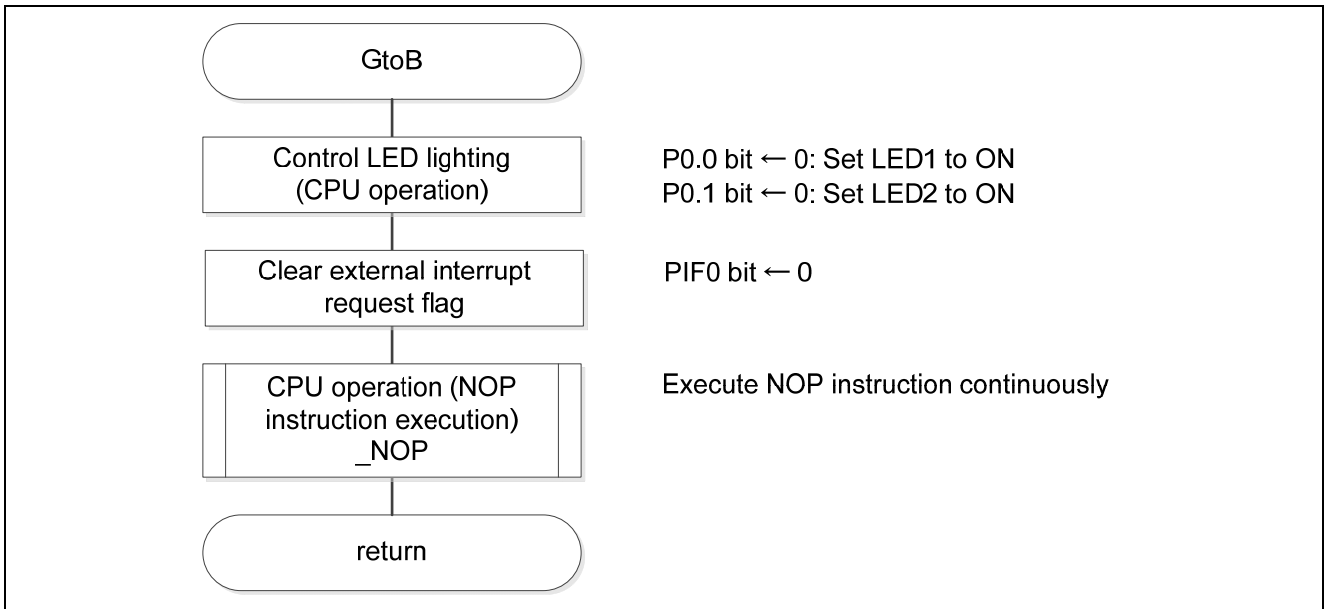 GtoB
Control LED lighting
(CPU operation)
P0.0 bit ← 0: Set LED1 to ON
P0.1 bit ← 0: Set LED2 to ON
Clear external interrupt
request flag
PIF0 bit ← 0
CPU operation (NOP
instruction execution)
_NOP
Execute NOP instruction continuously
return